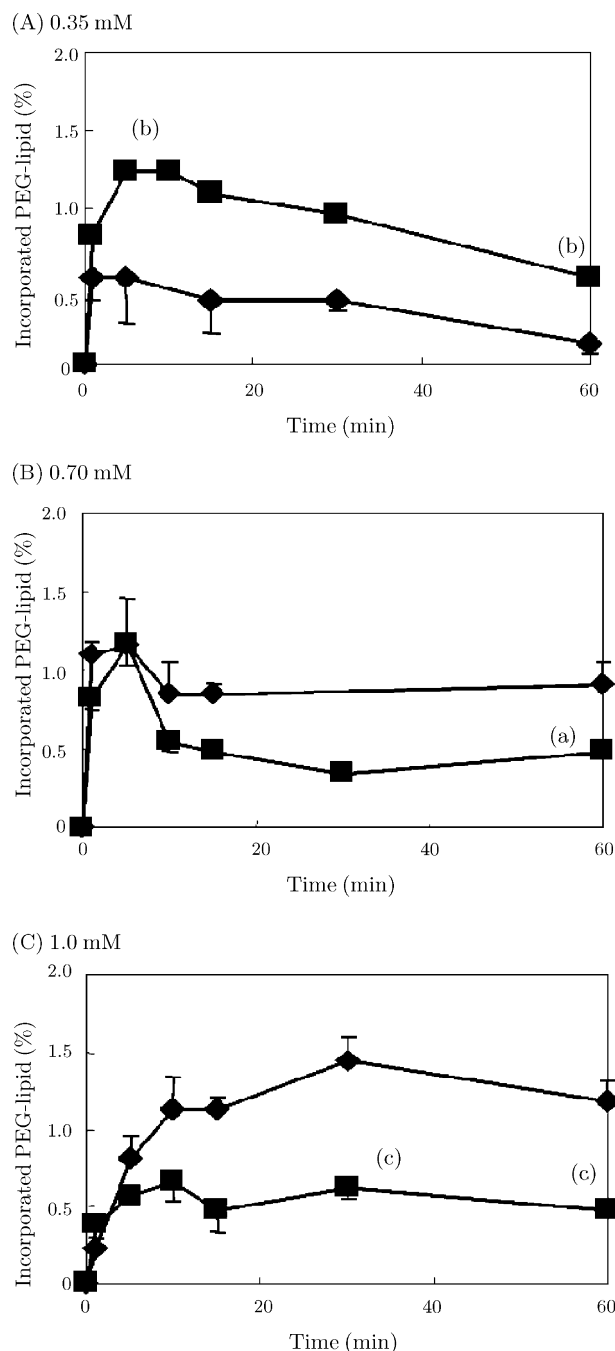 (A) 0.35 mM
2.0
(b)
1.5
1.0
(b)
0.5
0
Incorporated PEG-lipid (%)
0 20 40 60
Time (min)
(B) 0.70 mM
2.0
1.5
1.0
(a)
0.5
0
Incorporated PEG-lipid (%)
0 20 40 60
Time (min)
(C) 1.0 mM
2.0
1.5
1.0
(c)
(c)
0.5
0
Incorporated PEG-lipid (%)
0 20 40 60
Time (min)